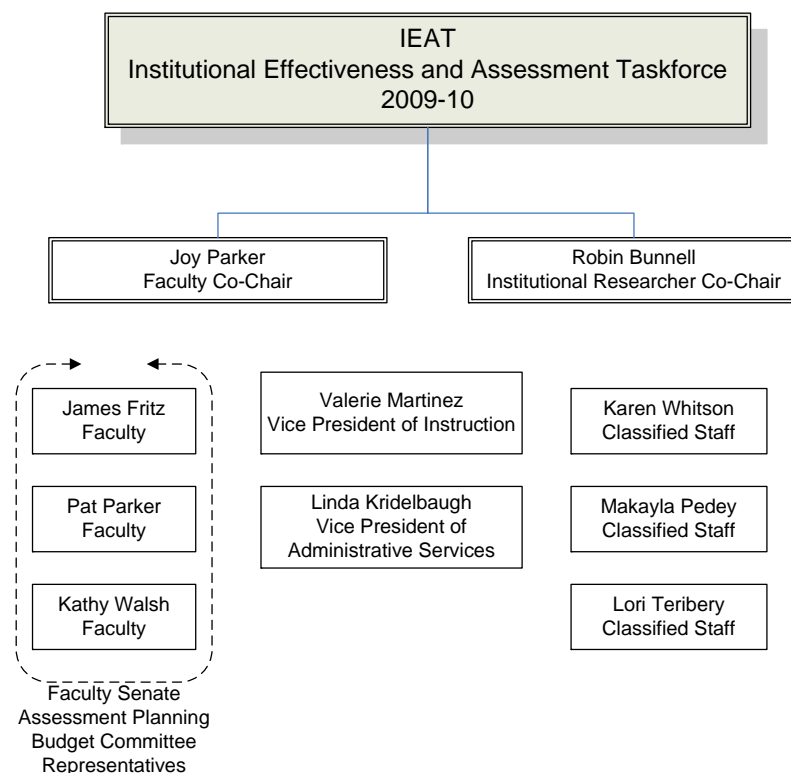 IEAT
Institutional Effectiveness and Assessment Taskforce
2009-10
Joy Parker
Faculty Co-Chair
Robin Bunnell
Institutional Researcher Co-Chair
James Fritz
Faculty
Valerie Martinez
Vice President of Instruction
Karen Whitson
Classified Staff
Pat Parker
Faculty
Linda Kridelbaugh
Vice President of
Administrative Services
Makayla Pedey
Classified Staff
Kathy Walsh
Faculty
Lori Teribery
Classified Staff
Faculty Senate
Assessment Planning
Budget Committee
Representatives